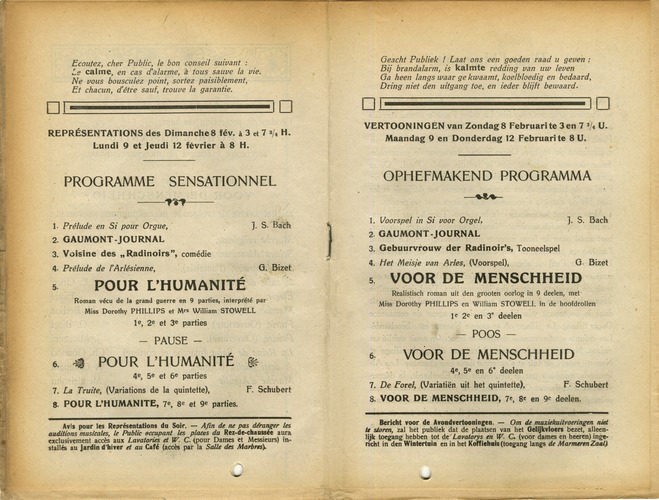 Ecoutez, cher Public, le bon conseil suivant :
Le calme, en cas d'alarme, à tous sauve la vie.
Ne vous bousculez point, sortez paisiblement,
Et chacun, d'être sauf, trouve la garantie.
REPRÉSENTATIONS des Dimanche 8 fév. à 3 et 7 3/4 H.
Lundi 9 et Jeudi 12 février à 8 H.
PROGRAMME SENSATIONNEL
1. Prélude en Si pour Orgue, J. S. Bach
2. GAUMONT-JOURNAL
3. Voisine des „Radinoirs", comédie
4. Prélude de l'Arlésienne, G. Bizet
5. POUR L'HUMANITÉ
Roman vécu de la grand guerre en 9 parties, interprété par
Miss Dorothy PHILLIPS et Mrs William STOWELL
1e, 2e et 3e parties
— PAUSE —
6. POUR L'HUMANITÉ
4e, 5e et 6e parties
7. La Truite, (Variations de la quintette), F. Schubert
8. POUR L'HUMANITE, 7e, 8e et 9e parties.
Avis pour les Représentations du Soir. — Afin de ne pas déranger les
auditions musicales, le Public occupant les places du Rez-de-chaussée aura
exclusivement accès aux Lavatories et W. C. (pour Dames et Messieurs) in-
stallés au Jardin d'hiver et au Café (accès par la Salle des Marbres).
Geacht Publiek ! Laat ons een goeden raad u geven :
Bij brandalarm, is kalmte redding van uw leven
Ga heen langs waar ge kwaamt, koelbloedig en bedaard,
Dring niet den uitgang toe, en ieder blijft bewaard.
VERTOONINGEN van Zondag 8 Februari te 3 en 7 3/4 U.
Maandag 9 en Donderdag 12 Februari te 8 U.
OPHEFMAKEND PROGRAMMA
1. Voorspel in Si voor Orgel, J. S. Bach
2. GAUMONT-JOURNAL
3. Gebuurvrouw der Radinoir's, Tooneelspel
4. Het Meisje van Arles, (Voorspel), G. Bizet
5. VOOR DE MENSCHHEID
Realistisch roman uit den grooten oorlog in 9 deelen, met
Miss Dorothy PHILLIPS en William STOWELL in de hoofdrollen
1e 2e en 3e deelen
— POOS —
6. VOOR DE MENSCHHEID
4e, 5e en 6e deelen
7. De Forel, (Variatiën uit het quintette), F. Schubert
8. VOOR DE MENSCHHEID, 7e, 8e en 9e deelen.
Bericht voor de Avondvertooningen. — Om de muziekuitvoeringen niet
te storen, zal het publiek dat de plaatsen van het Gelijkvloers bezet, alleen-
lijk toegang hebben tot de Lavatorys en W. C. (voor dames en heeren) inge-
richt in den Wintertuin en in het Koffiehuis (toegang langs de Marmeren Zaal)